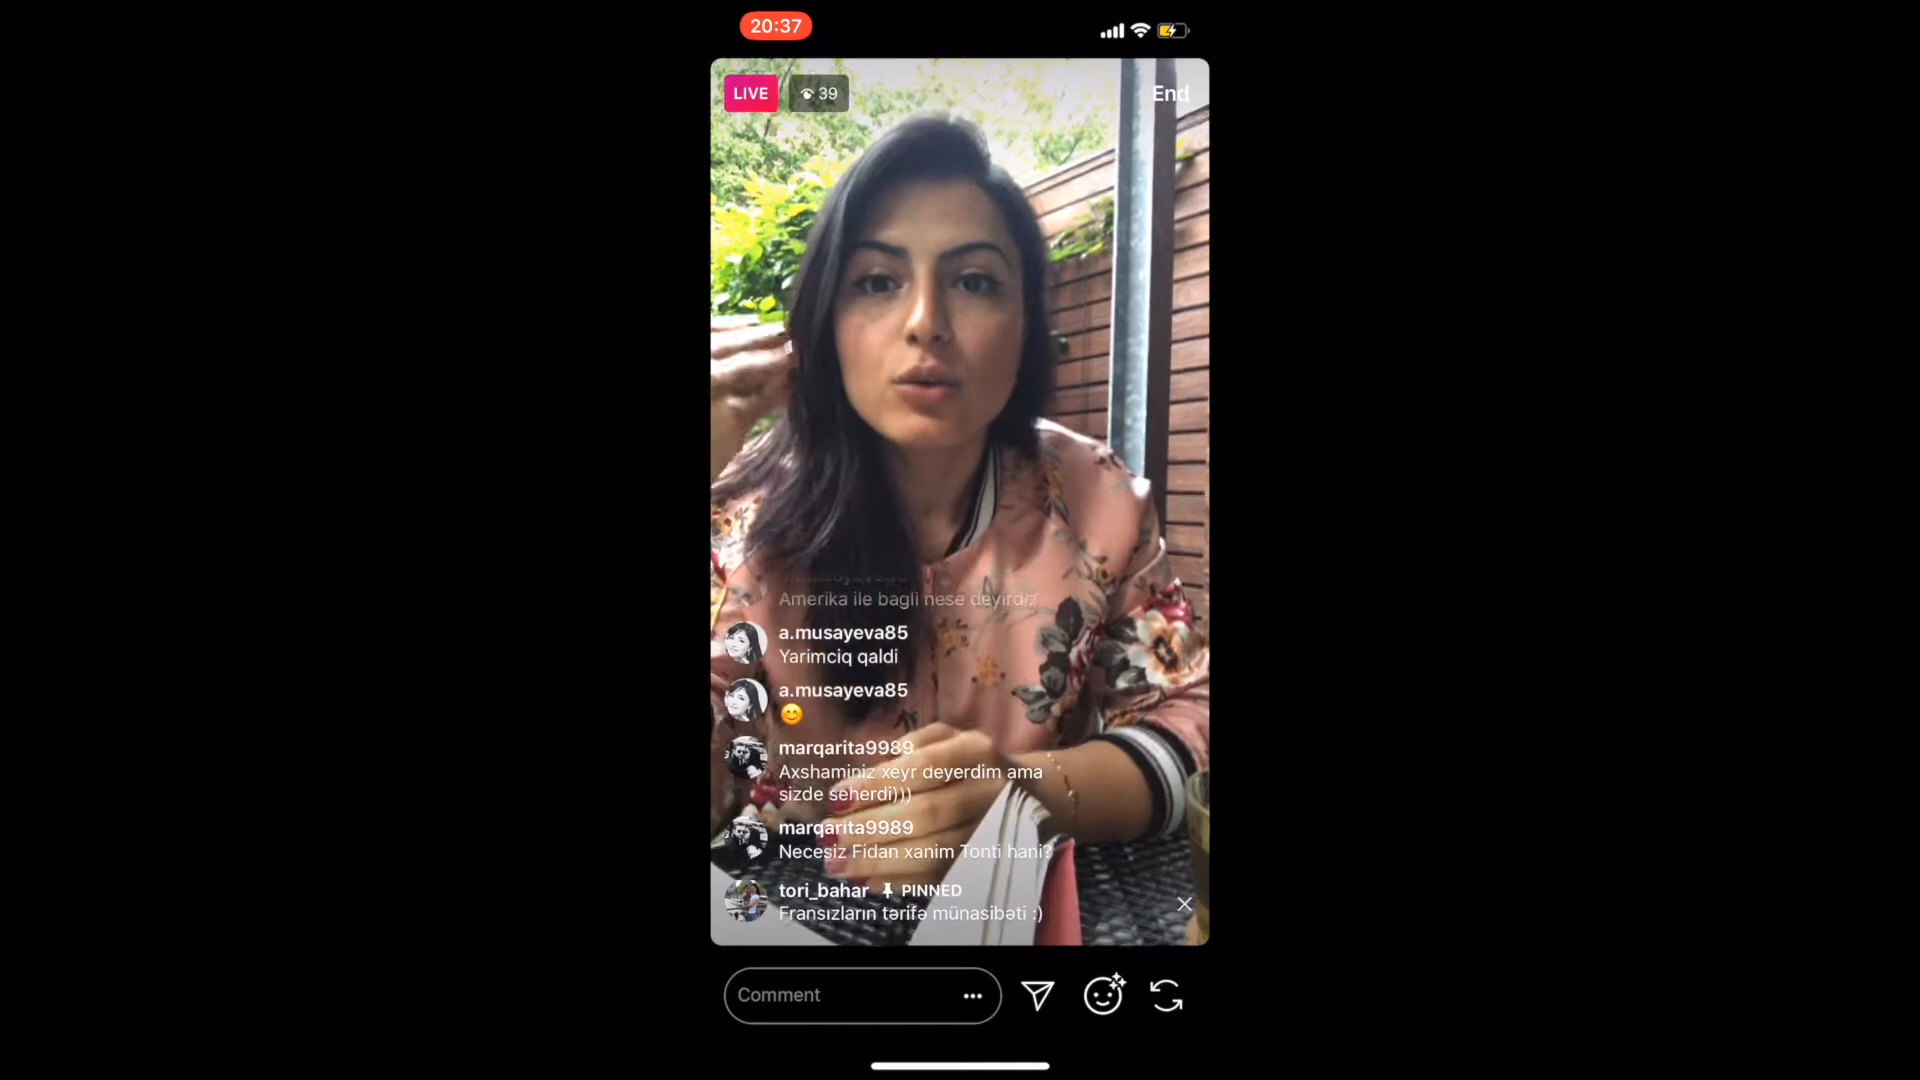 20:37
LIVE
39
End
Amerika ile bagli nese deyirdiz
a.musayeva85
Yarimciq qaldi
a.musayeva85
😊
marqarita9989
Axshaminiz xeyr deyerdim ama
sizde seherdi)))
marqarita9989
Necesiz Fidan xanim Tonti hani?
tori_bahar PINNED
Fransızların tərifə münasibəti :)
Comment